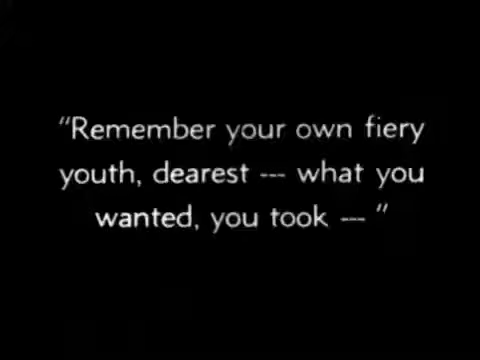 “Remember your own fiery
youth, dearest --- what you
wanted, you took --- ”